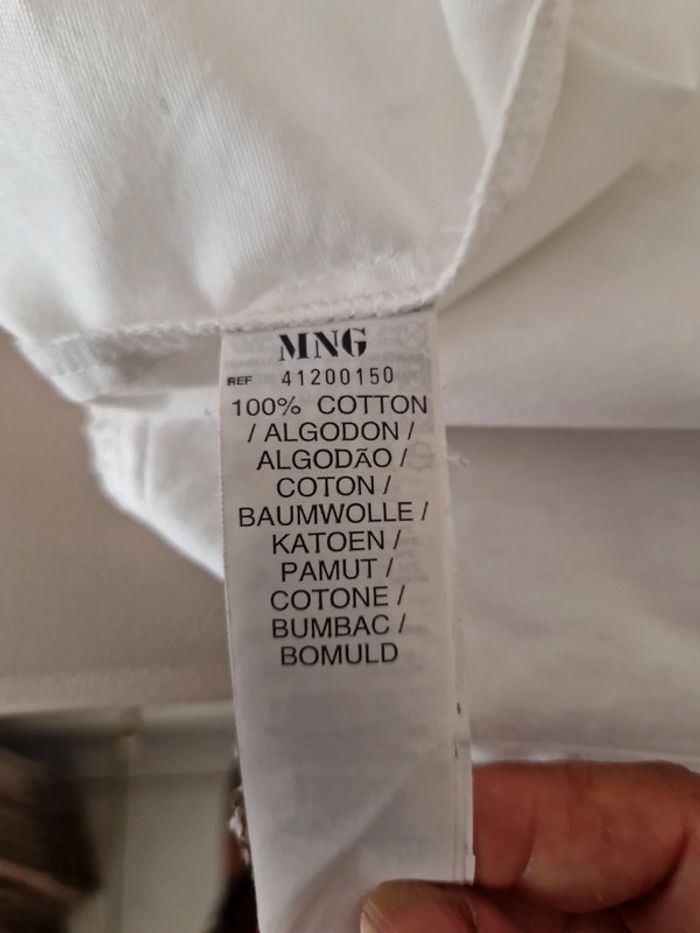 MNG
REF 41200150
100% COTTON
/ ALGODON /
ALGODÃO /
COTON /
BAUMWOLLE /
KATOEN /
PAMUT /
COTONE /
BUMBAC /
BOMULD